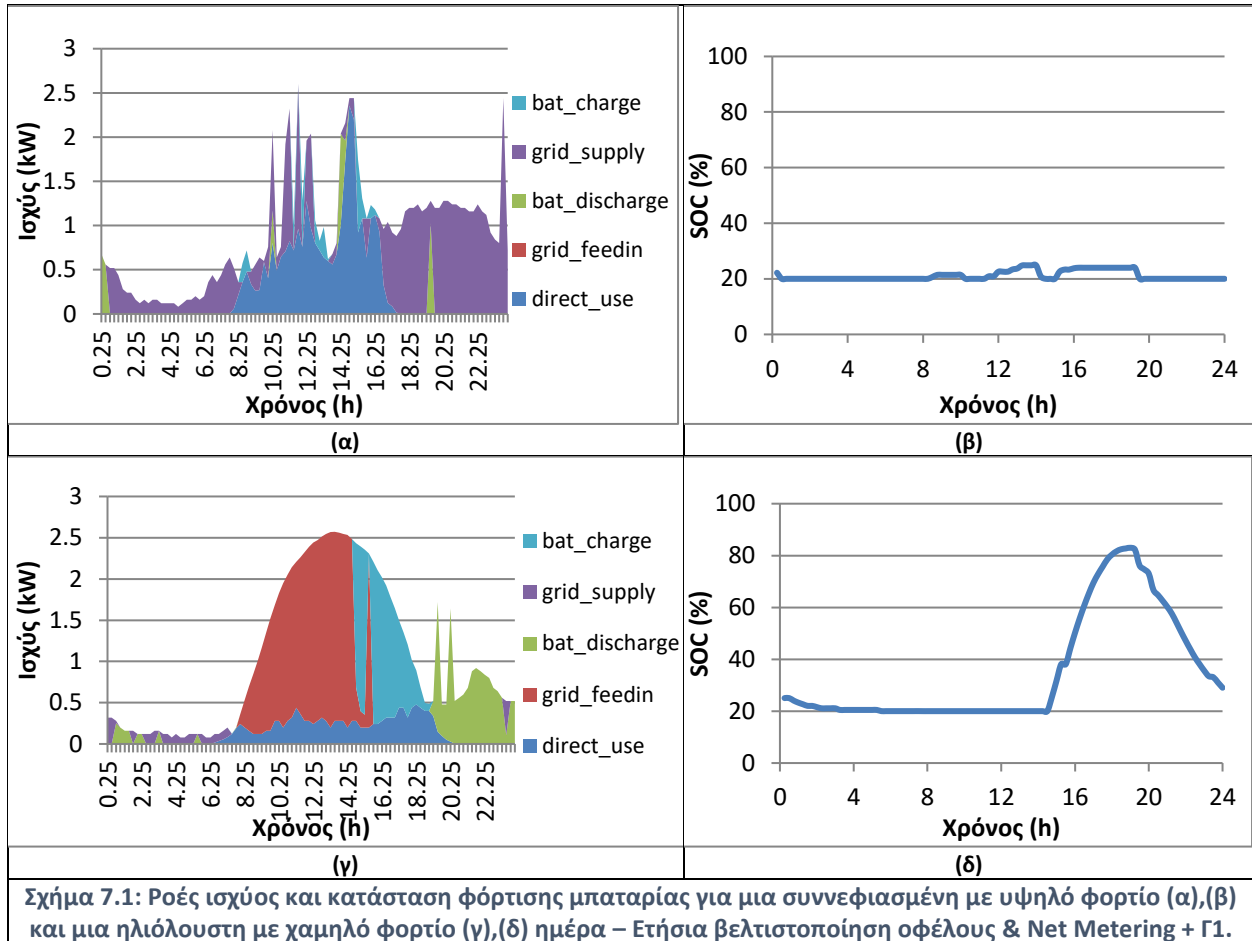 3
2.5
2
1.5
1
0.5
0
Ισχύς (kW)
0.25
2.25
4.25
6.25
8.25
10.25
12.25
14.25
16.25
18.25
20.25
22.25
Χρόνος (h)
bat_charge
grid_supply
bat_discharge
grid_feedin
direct_use
100
80
60
40
20
0
SOC (%)
0 4 8 12 16 20 24
Χρόνος (h)
(α)
(β)
3
2.5
2
1.5
1
0.5
0
Ισχύς (kW)
0.25
2.25
4.25
6.25
8.25
10.25
12.25
14.25
16.25
18.25
20.25
22.25
Χρόνος (h)
bat_charge
grid_supply
bat_discharge
grid_feedin
direct_use
100
80
60
40
20
0
SOC (%)
0 4 8 12 16 20 24
Χρόνος (h)
(γ)
(δ)
Σχήμα 7.1: Ροές ισχύος και κατάσταση φόρτισης μπαταρίας για μια συννεφιασμένη με υψηλό φορτίο (α),(β)
και μια ηλιόλουστη με χαμηλό φορτίο (γ),(δ) ημέρα – Ετήσια βελτιστοποίηση οφέλους & Net Metering + Γ1.